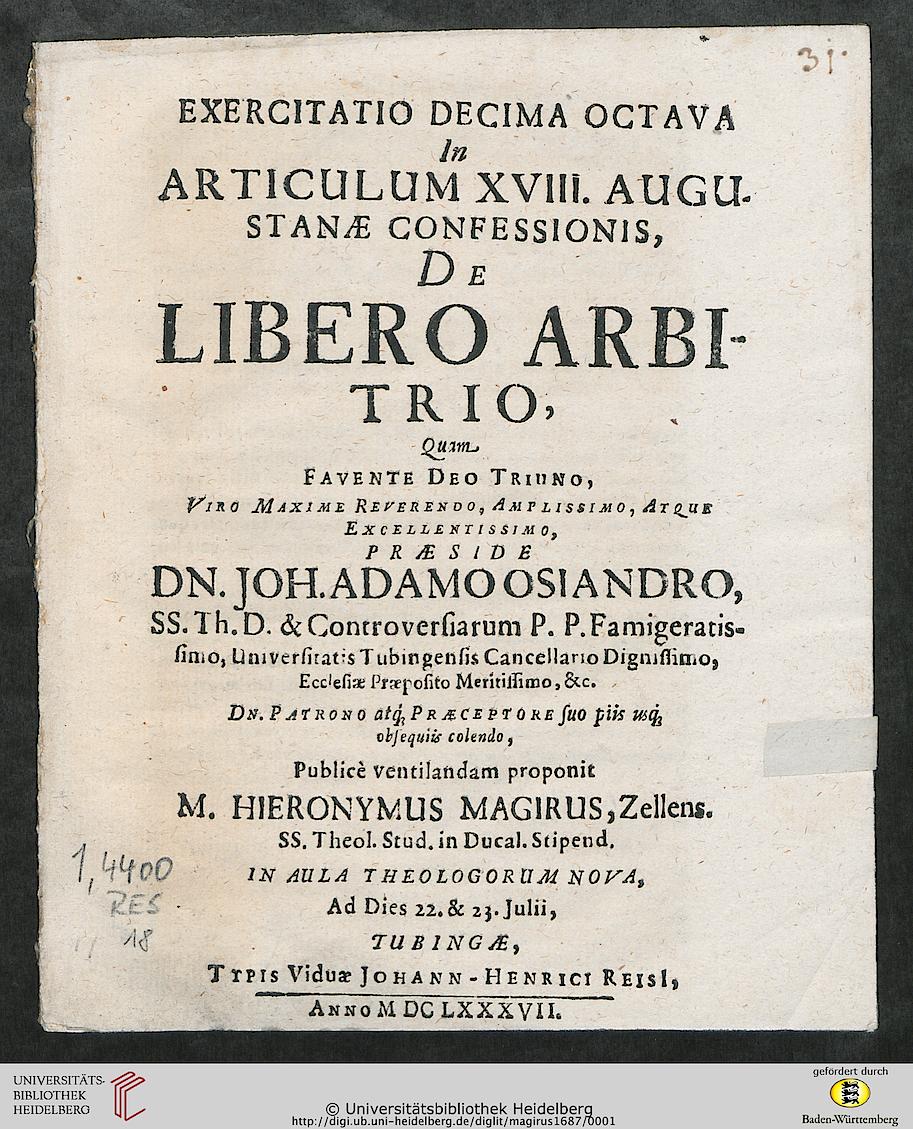 31.
EXERCITATIO DECIMA OCTAVA
In
ARTICULUM XVIII. AUGU-
STANÆ CONFESSIONIS,
DE
LIBERO ARBI-
TRIO,
Quam
FAVENTE DEO TRIUNO,
VIRO MAXIME REVERENDO, AMPLISSIMO, ATQUE
EXCELLENTISSIMO,
PRÆSIDE
DN. JOH. ADAMO OSIANDRO,
SS. Th. D. & Controverſiarum P. P. Famigeratis-
ſimo, Univerſitatis Tubingenſis Cancellario Digniſſimo,
Eccleſiæ Præpoſito Meritiſſimo, &c.
DN. PATRONO atq; PRÆCEPTORE ſuo piis uſq;
obſequiis colendo,
Publicè ventilandam proponit
M. HIERONYMUS MAGIRUS, Zellens.
SS. Theol. Stud. in Ducal. Stipend.
IN AULA THEOLOGORUM NOVA,
Ad Dies 22. & 23. Julii,
TUBINGÆ,
TYPIS Viduæ JOHANN-HENRICI REISI,
ANNO M DC LXXXVII.
1,4400
RES
18
UNIVERSITÄTS-
BIBLIOTHEK
HEIDELBERG
© Universitätsbibliothek Heidelberg
http://digi.ub.uni-heidelberg.de/diglit/magirus1687/0001
gefördert durch
Baden-Württemberg